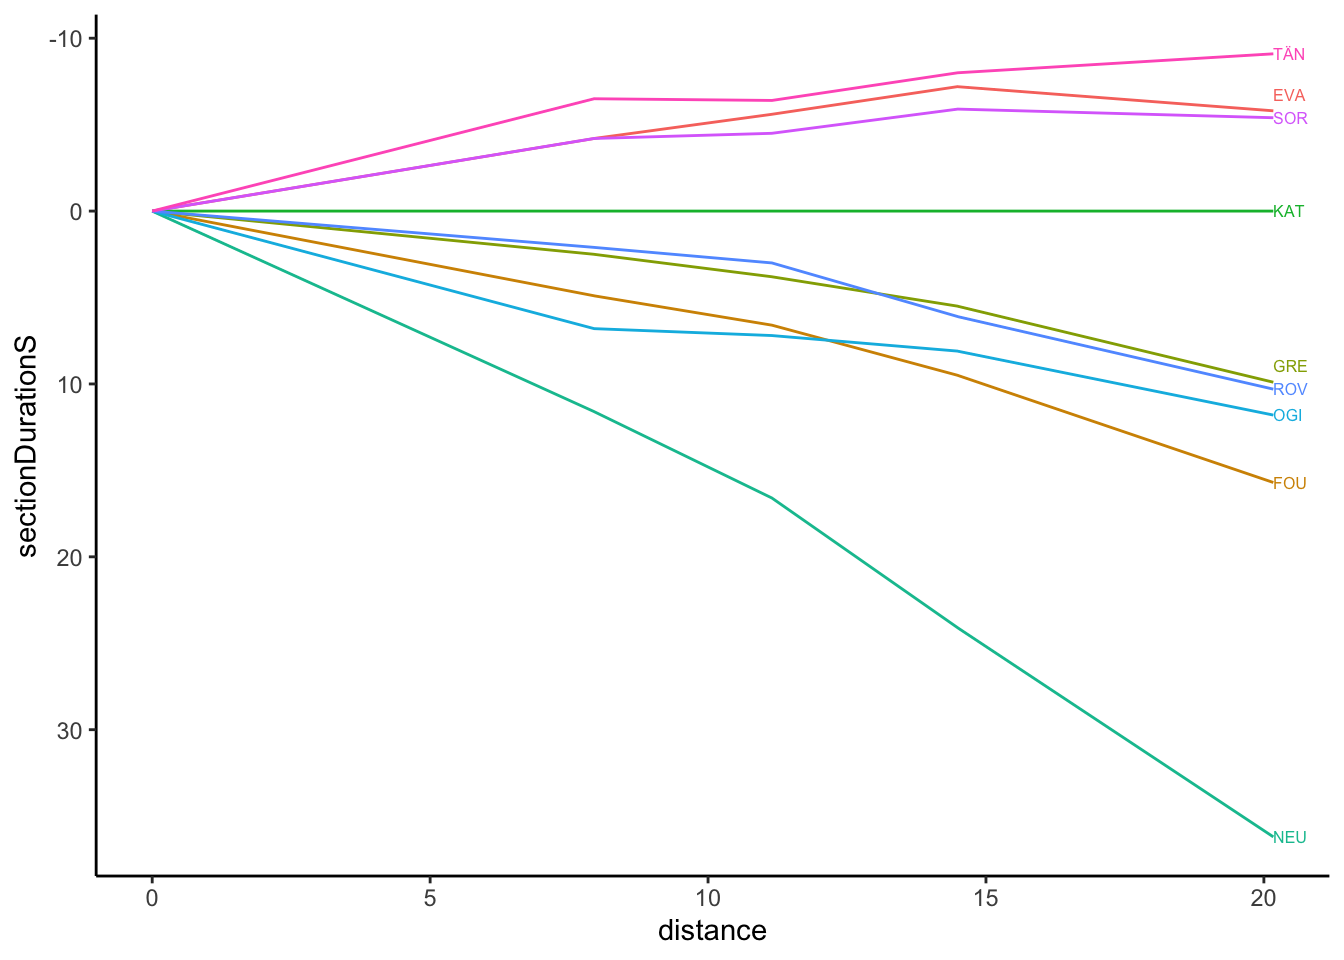 -10
0
10
20
30
sectionDurationS
TÄN
EVA
SOR
KAT
GRE
ROV
OGI
FOU
NEU
0 5 10 15 20
distance